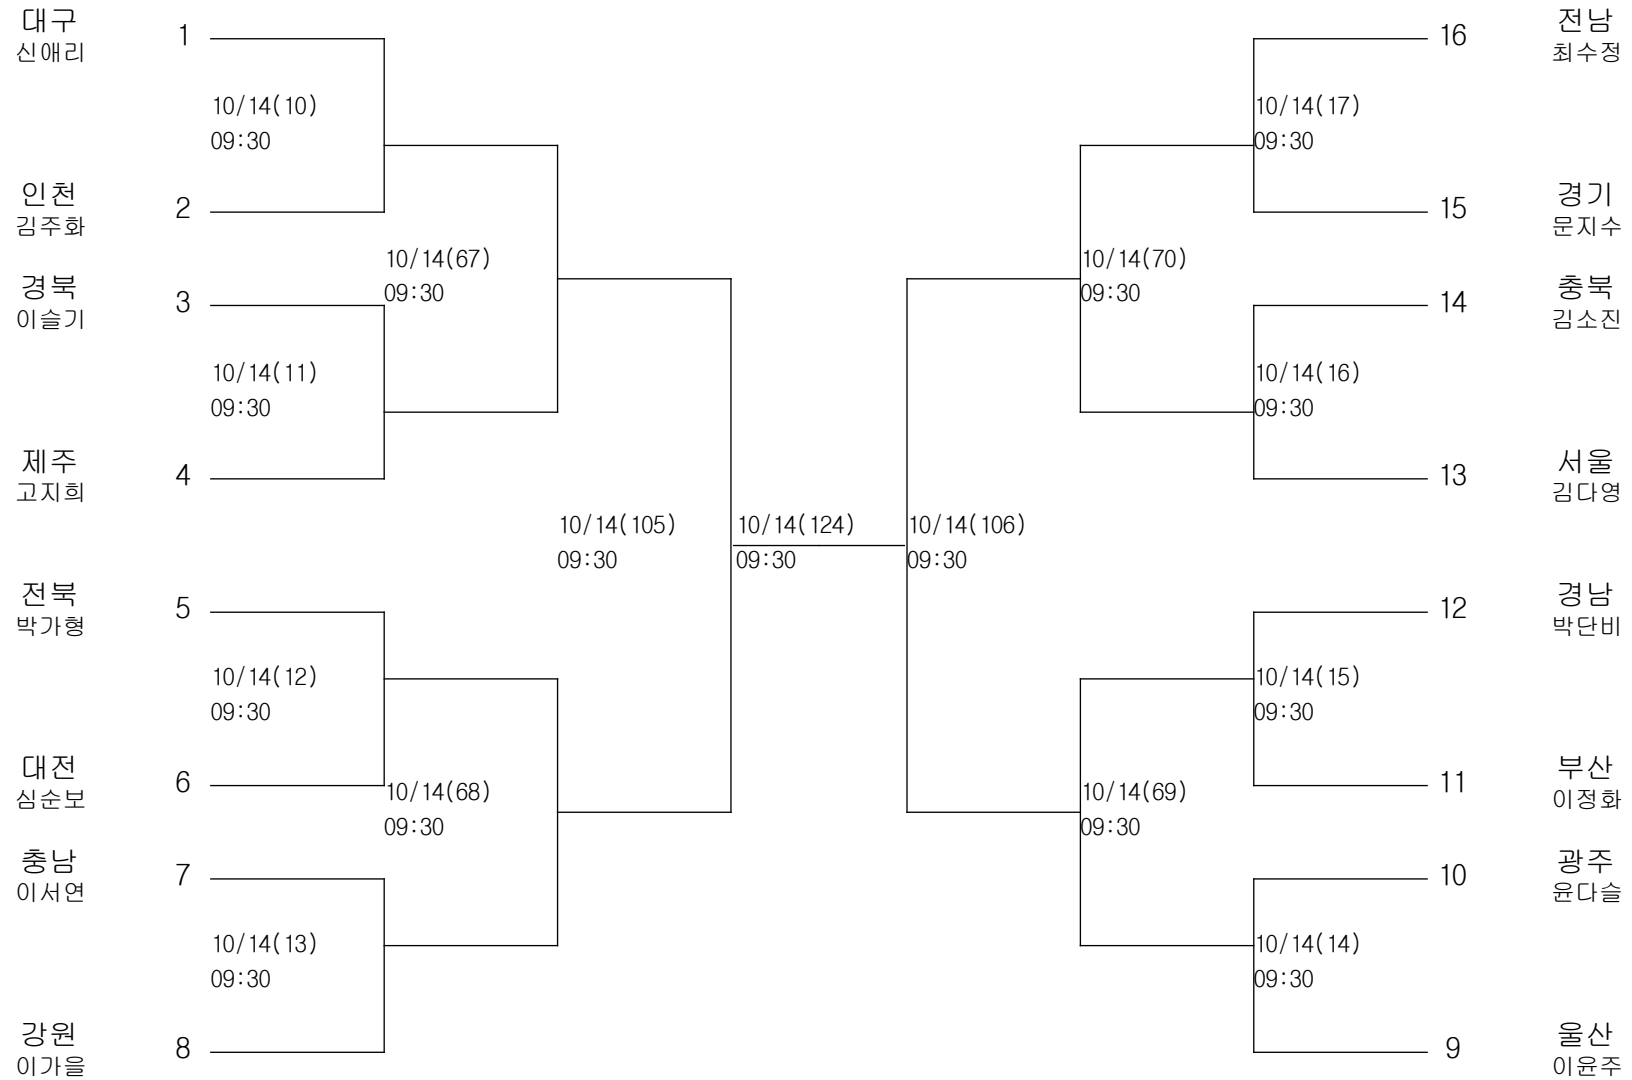 대구
신애리
1
16
전남
최수정
10/14(10)
09:30
10/14(17)
09:30
인천
김주화
2
15
경기
문지수
10/14(67)
09:30
10/14(70)
09:30
경북
이슬기
3
14
충북
김소진
10/14(11)
09:30
10/14(16)
09:30
제주
고지희
4
13
서울
김다영
10/14(105)
09:30
10/14(124)
09:30
10/14(106)
09:30
전북
박가형
5
12
경남
박단비
10/14(12)
09:30
10/14(15)
09:30
대전
심순보
6
11
부산
이정화
10/14(68)
09:30
10/14(69)
09:30
충남
이서연
7
10
광주
윤다슬
10/14(13)
09:30
10/14(14)
09:30
강원
이가을
8
9
울산
이윤주